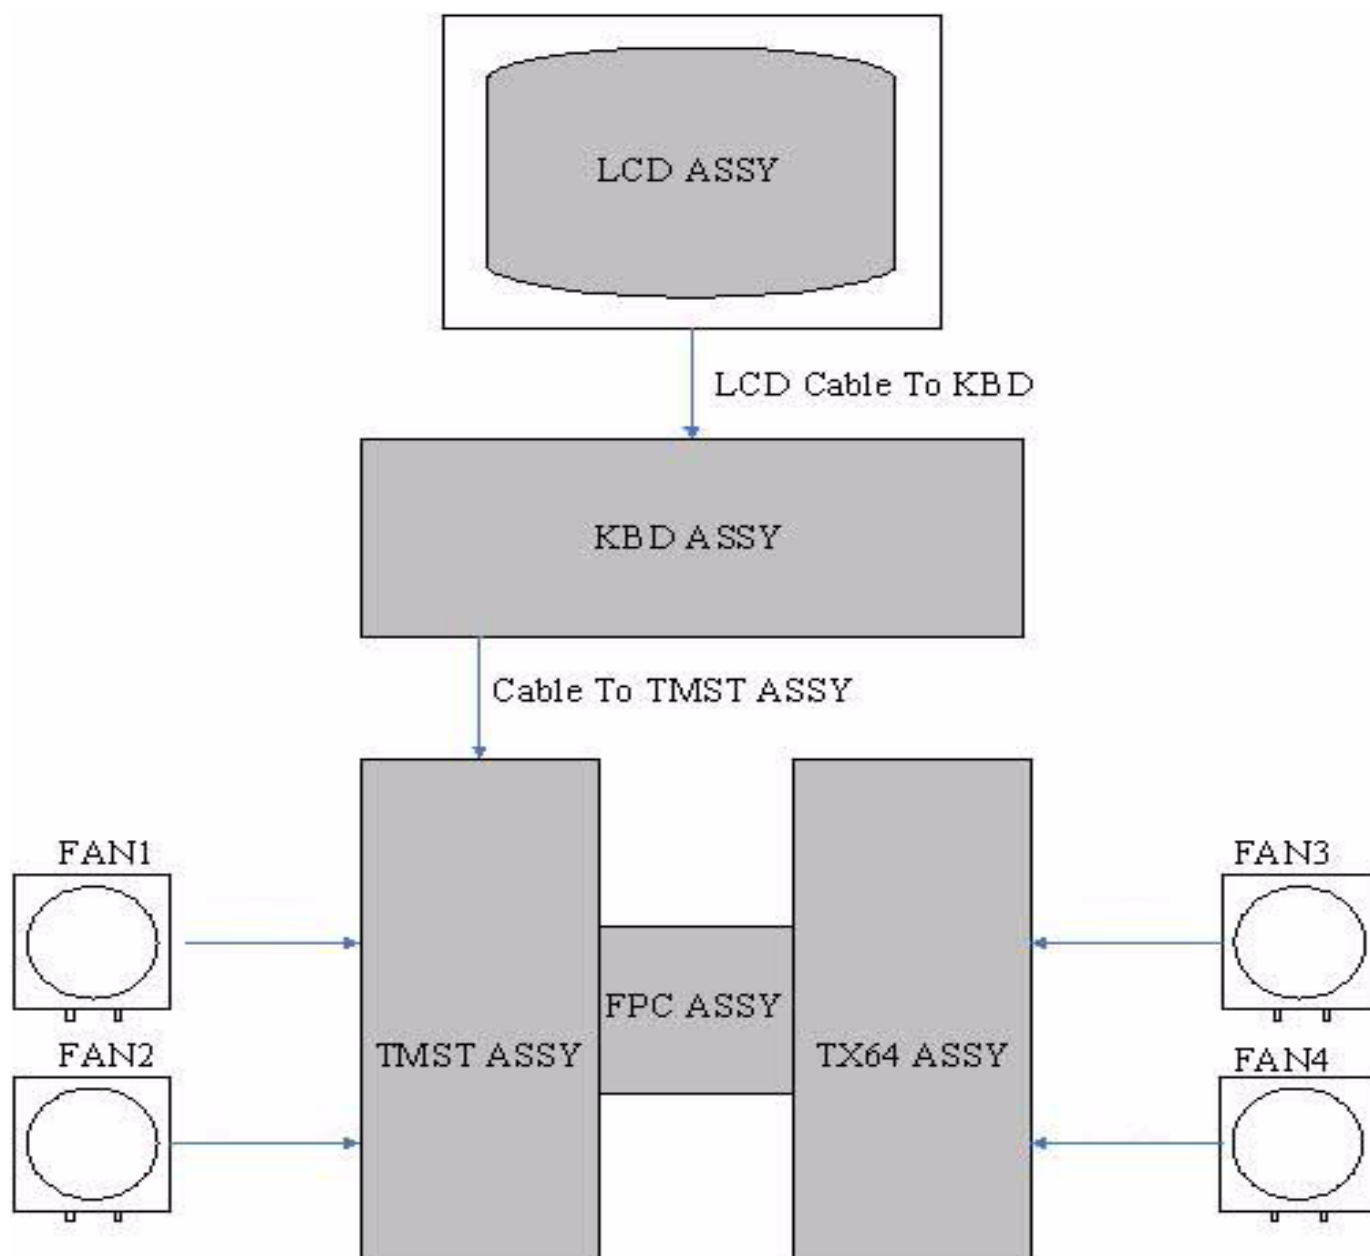 LCD ASSY
LCD Cable To KBD
KBD ASSY
Cable To TMST ASSY
FAN1
FAN3
FPC ASSY
TMST ASSY
TX64 ASSY
FAN2
FAN4